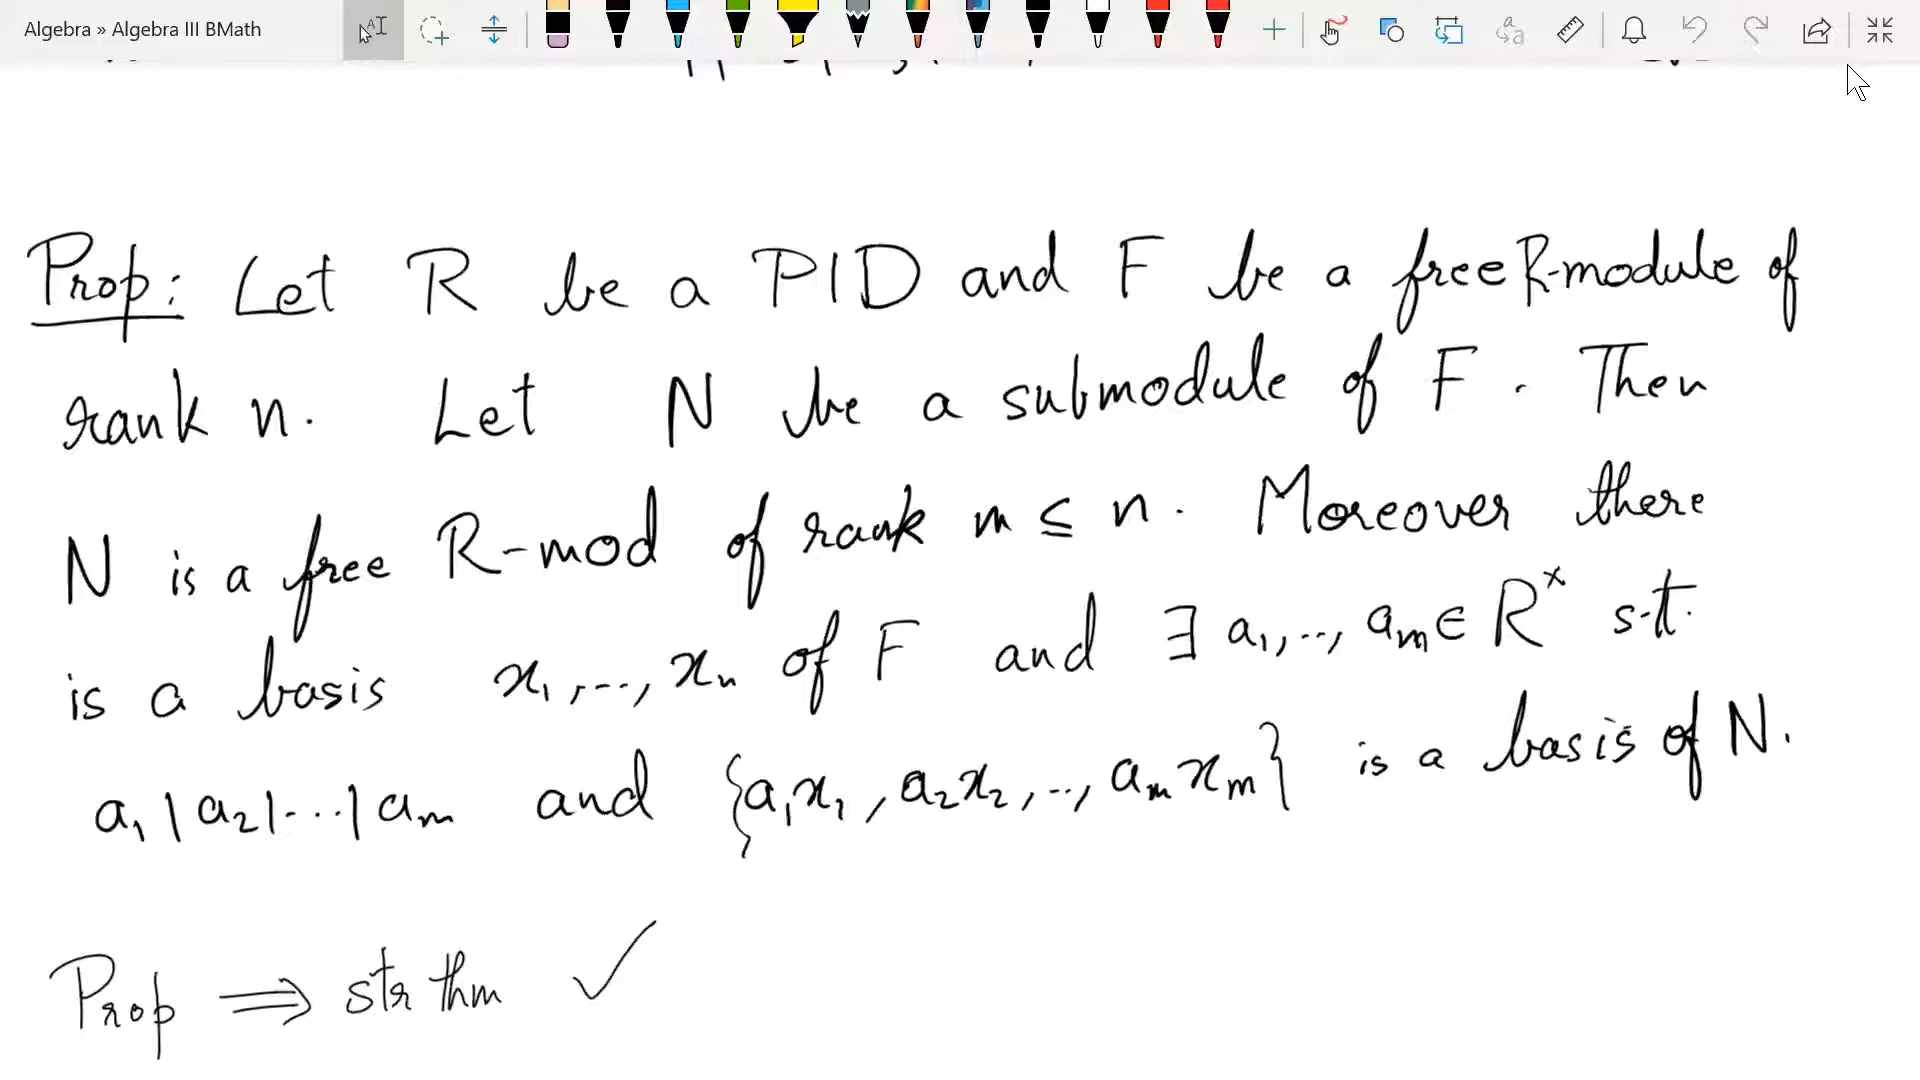 Algebra » Algebra III BMath
Prop: Let R be a PID and F be a free R-module of
rank n. Let N be a submodule of F. Then
N is a free R-mod of rank m ≤ n. Moreover there
is a basis x₁,..., xₙ of F and ∃ a₁,.., aₘ ∈ Rˣ s.t.
a₁ | a₂ | ... | aₘ and {a₁x₁, a₂x₂,.., aₘxₘ} is a basis of N.
Prop ⟹ str thm ✓